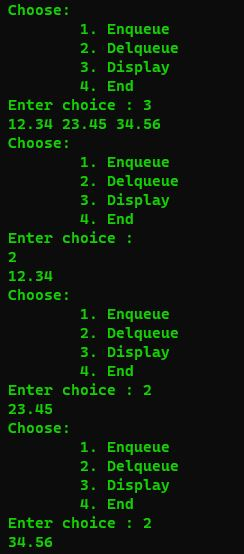 Choose:
1. Enqueue
2. Delqueue
3. Display
4. End
Enter choice : 3
12.34 23.45 34.56
Choose:
1. Enqueue
2. Delqueue
3. Display
4. End
Enter choice :
2
12.34
Choose:
1. Enqueue
2. Delqueue
3. Display
4. End
Enter choice : 2
23.45
Choose:
1. Enqueue
2. Delqueue
3. Display
4. End
Enter choice : 2
34.56